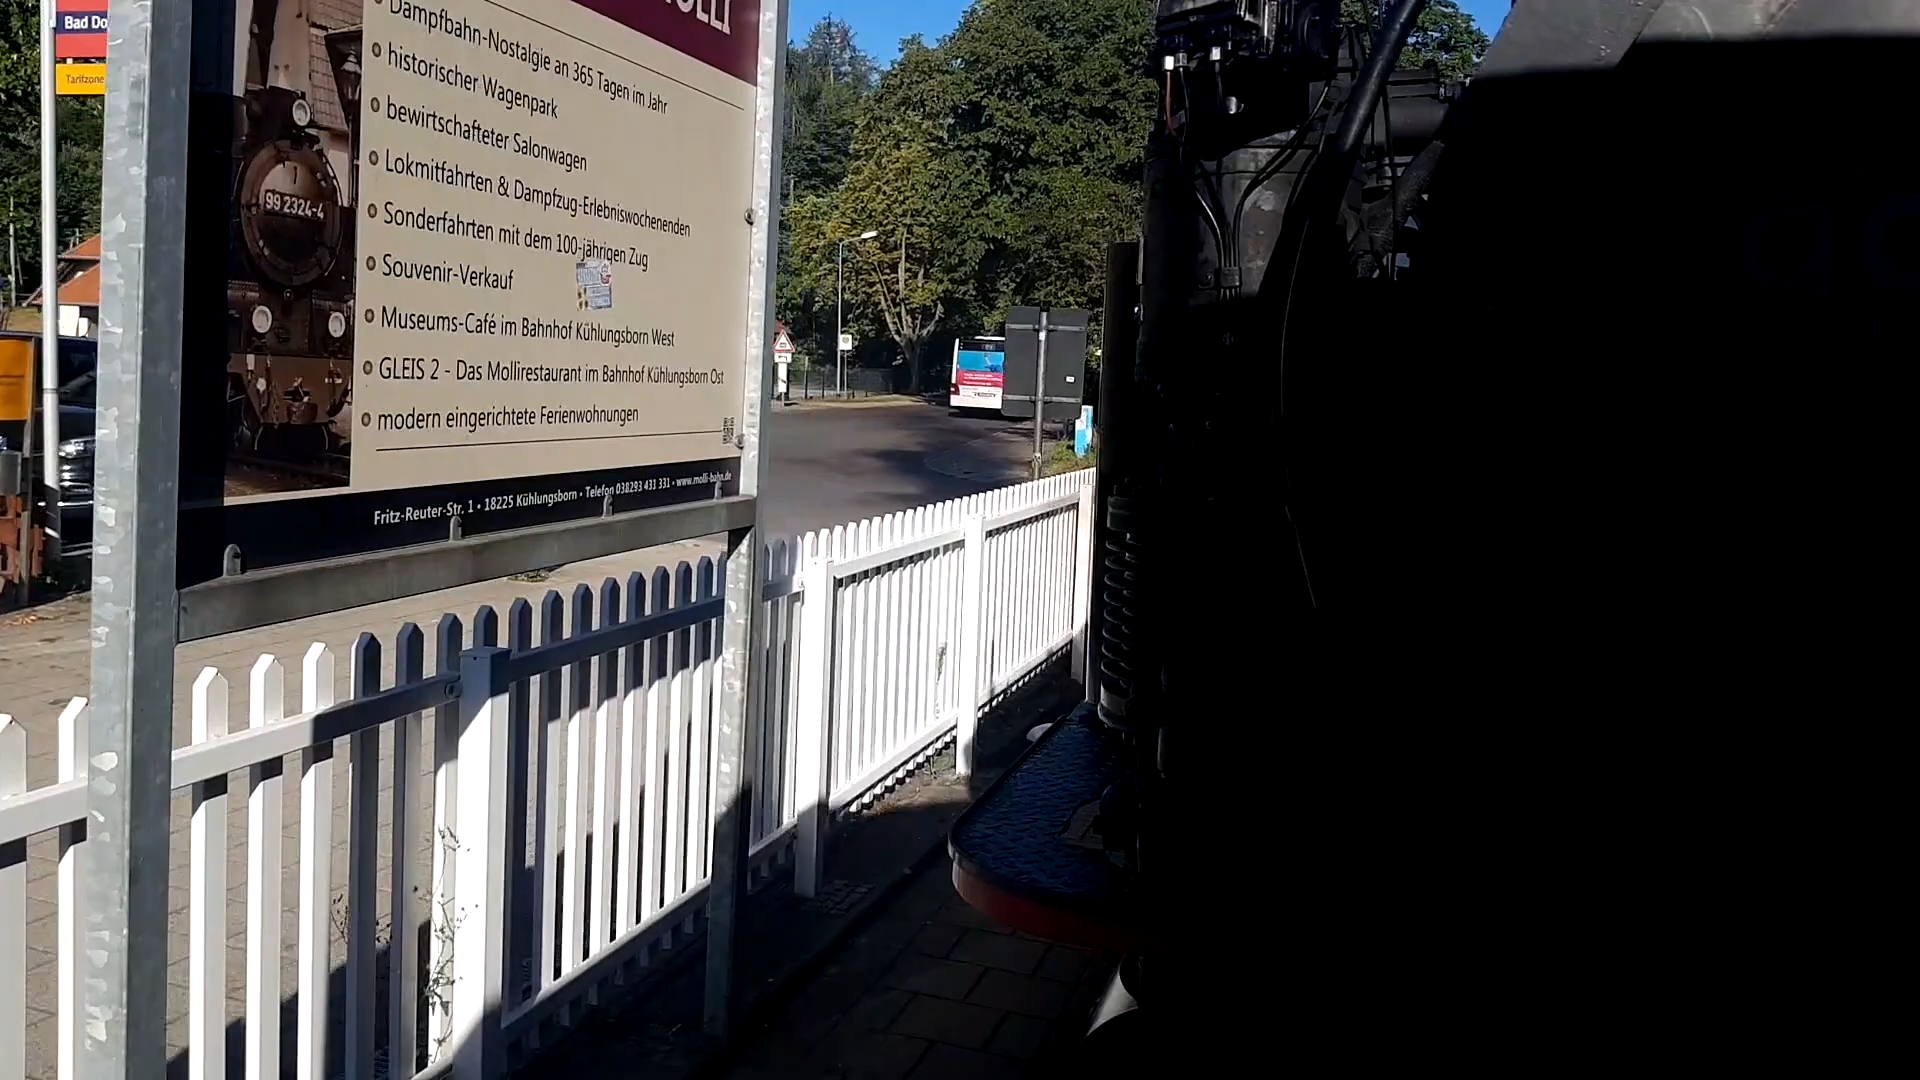 Bad Do
Tarifzone
MOLLI
Dampfbahn-Nostalgie an 365 Tagen im Jahr
historischer Wagenpark
bewirtschafteter Salonwagen
Lokmitfahrten & Dampfzug-Erlebniswochenenden
Sonderfahrten mit dem 100-jährigen Zug
Souvenir-Verkauf
Museums-Café im Bahnhof Kühlungsborn West
GLEIS 2 - Das Mollirestaurant im Bahnhof Kühlungsborn Ost
modern eingerichtete Ferienwohnungen
99 2324-4
Fritz-Reuter-Str. 1 • 18225 Kühlungsborn • Telefon 038293 431 331 • www.molli-bahn.de